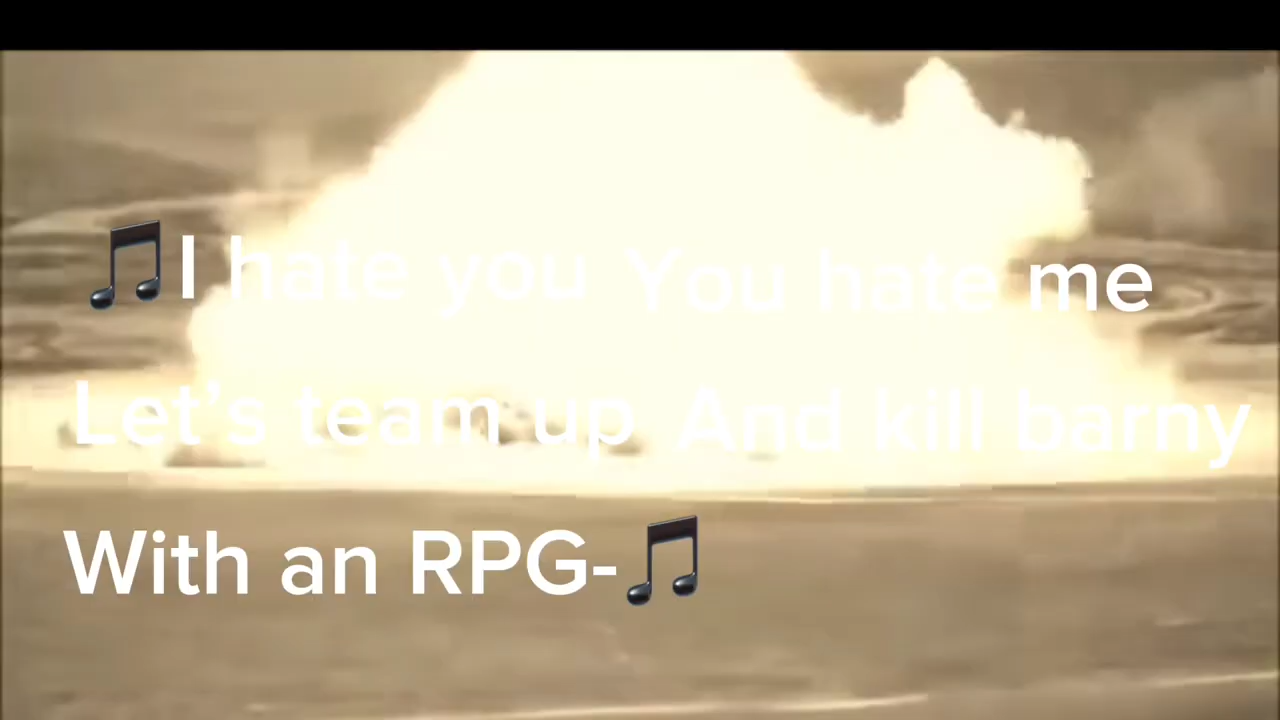 🎵I hate you You hate me
Let's team up And kill barny
With an RPG-🎵